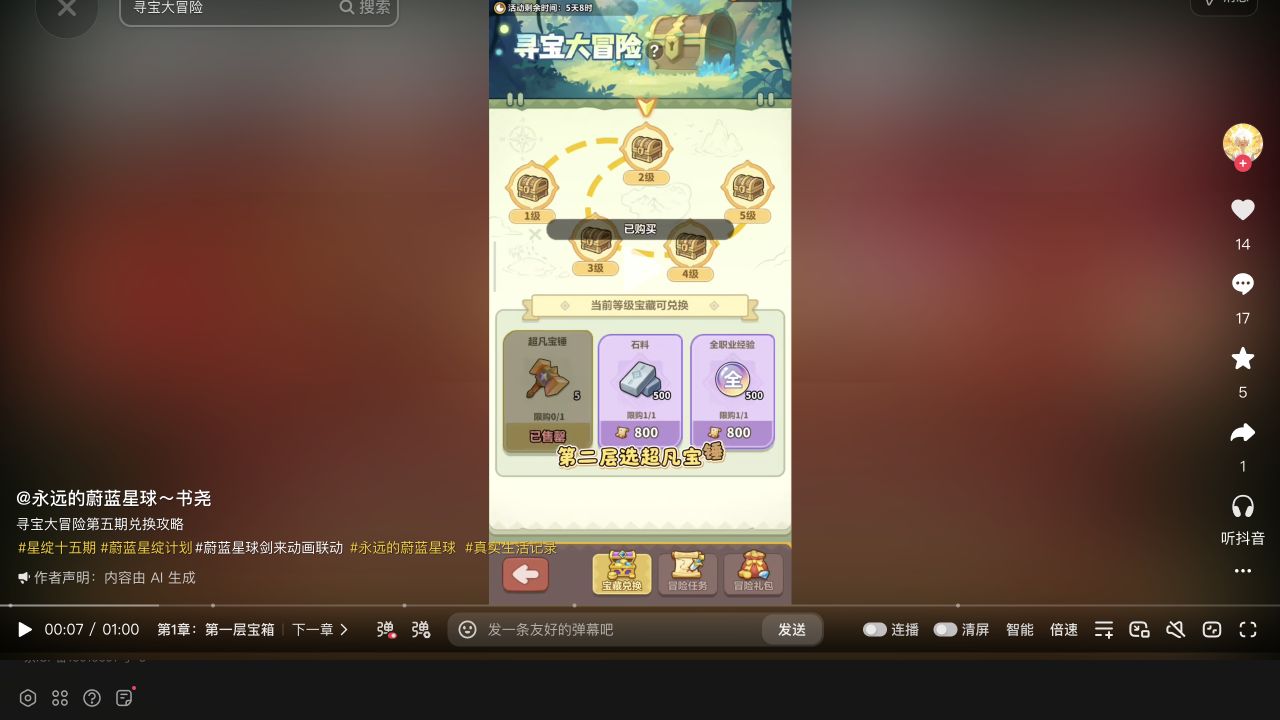 寻宝大冒险
搜索
活动剩余时间：5天8时
寻宝大冒险
?
2级
1级
5级
已购买
3级
4级
当前等级宝藏可兑换
超凡宝锤
5
限购0/1
已售罄
石料
500
限购1/1
800
全职业经验
全
500
限购1/1
800
第二层选超凡宝锤
14
17
5
1
听抖音
@永远的蔚蓝星球～书尧
寻宝大冒险第五期兑换攻略
#星绽十五期 #蔚蓝星绽计划 #蔚蓝星球剑来动画联动 #永远的蔚蓝星球 #真实生活记录
作者声明：内容由 AI 生成
宝藏兑换
冒险任务
冒险礼包
00:07 / 01:00 第1章：第一层宝箱 下一章
弹
弹
发一条友好的弹幕吧
发送
连播
清屏
智能
倍速